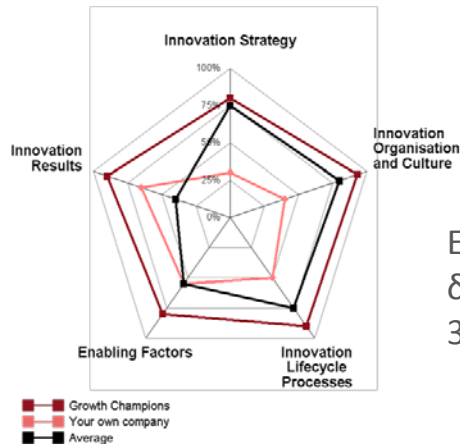 Innovation Strategy
100%
75%
50%
25%
0%
Innovation
Organisation
and Culture
Innovation
Results
E
&
3
Enabling Factors
Innovation
Lifecycle
Processes
Growth Champions
Your own company
Average